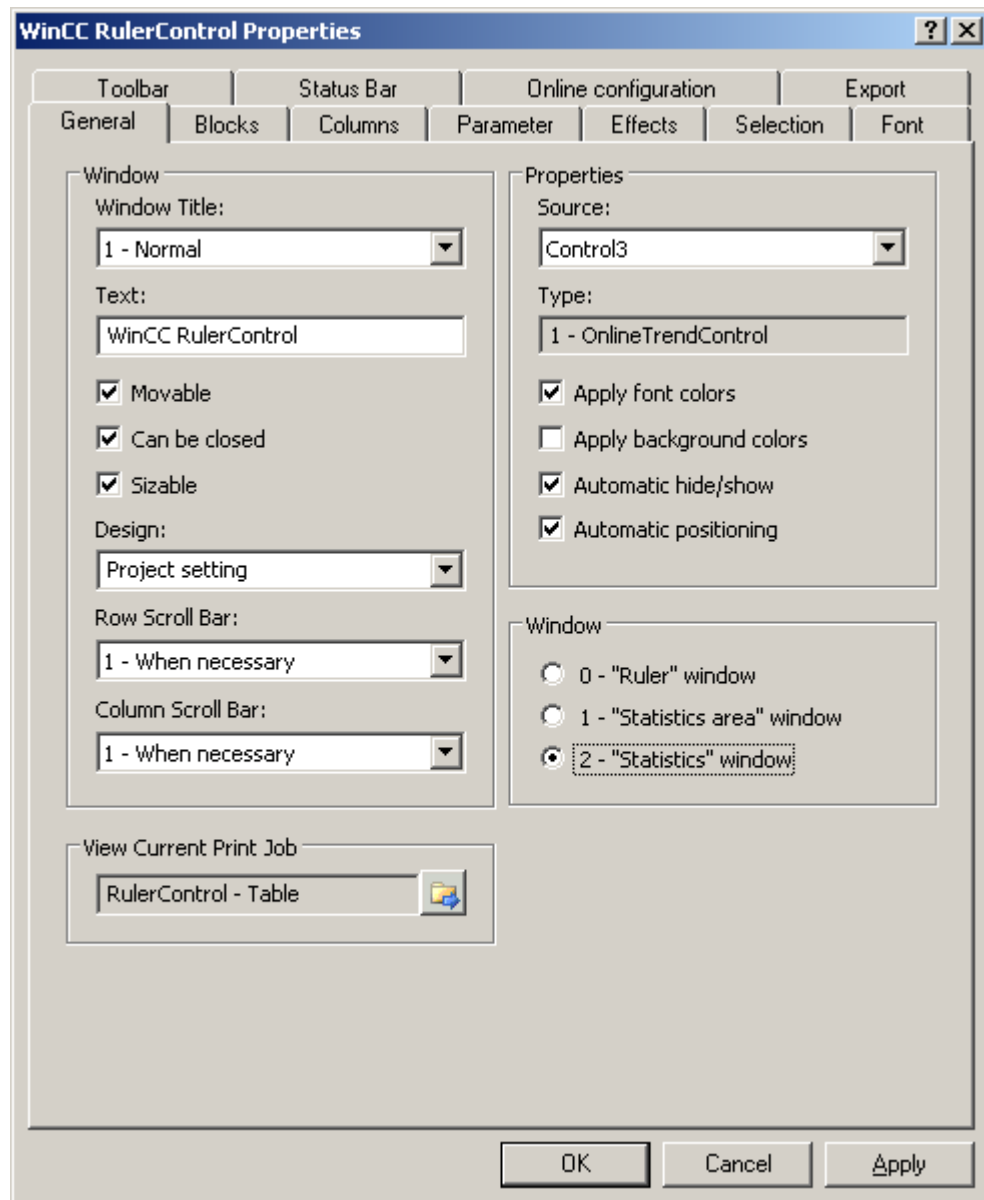 WinCC RulerControl Properties
Toolbar Status Bar Online configuration Export
General Blocks Columns Parameter Effects Selection Font
Window
Window Title:
1 - Normal
Text:
WinCC RulerControl
Movable
Can be closed
Sizable
Design:
Project setting
Row Scroll Bar:
1 - When necessary
Column Scroll Bar:
1 - When necessary
View Current Print Job
RulerControl - Table
Properties
Source:
Control3
Type:
1 - OnlineTrendControl
Apply font colors
Apply background colors
Automatic hide/show
Automatic positioning
Window
0 - "Ruler" window
1 - "Statistics area" window
2 - "Statistics" window
OK Cancel Apply